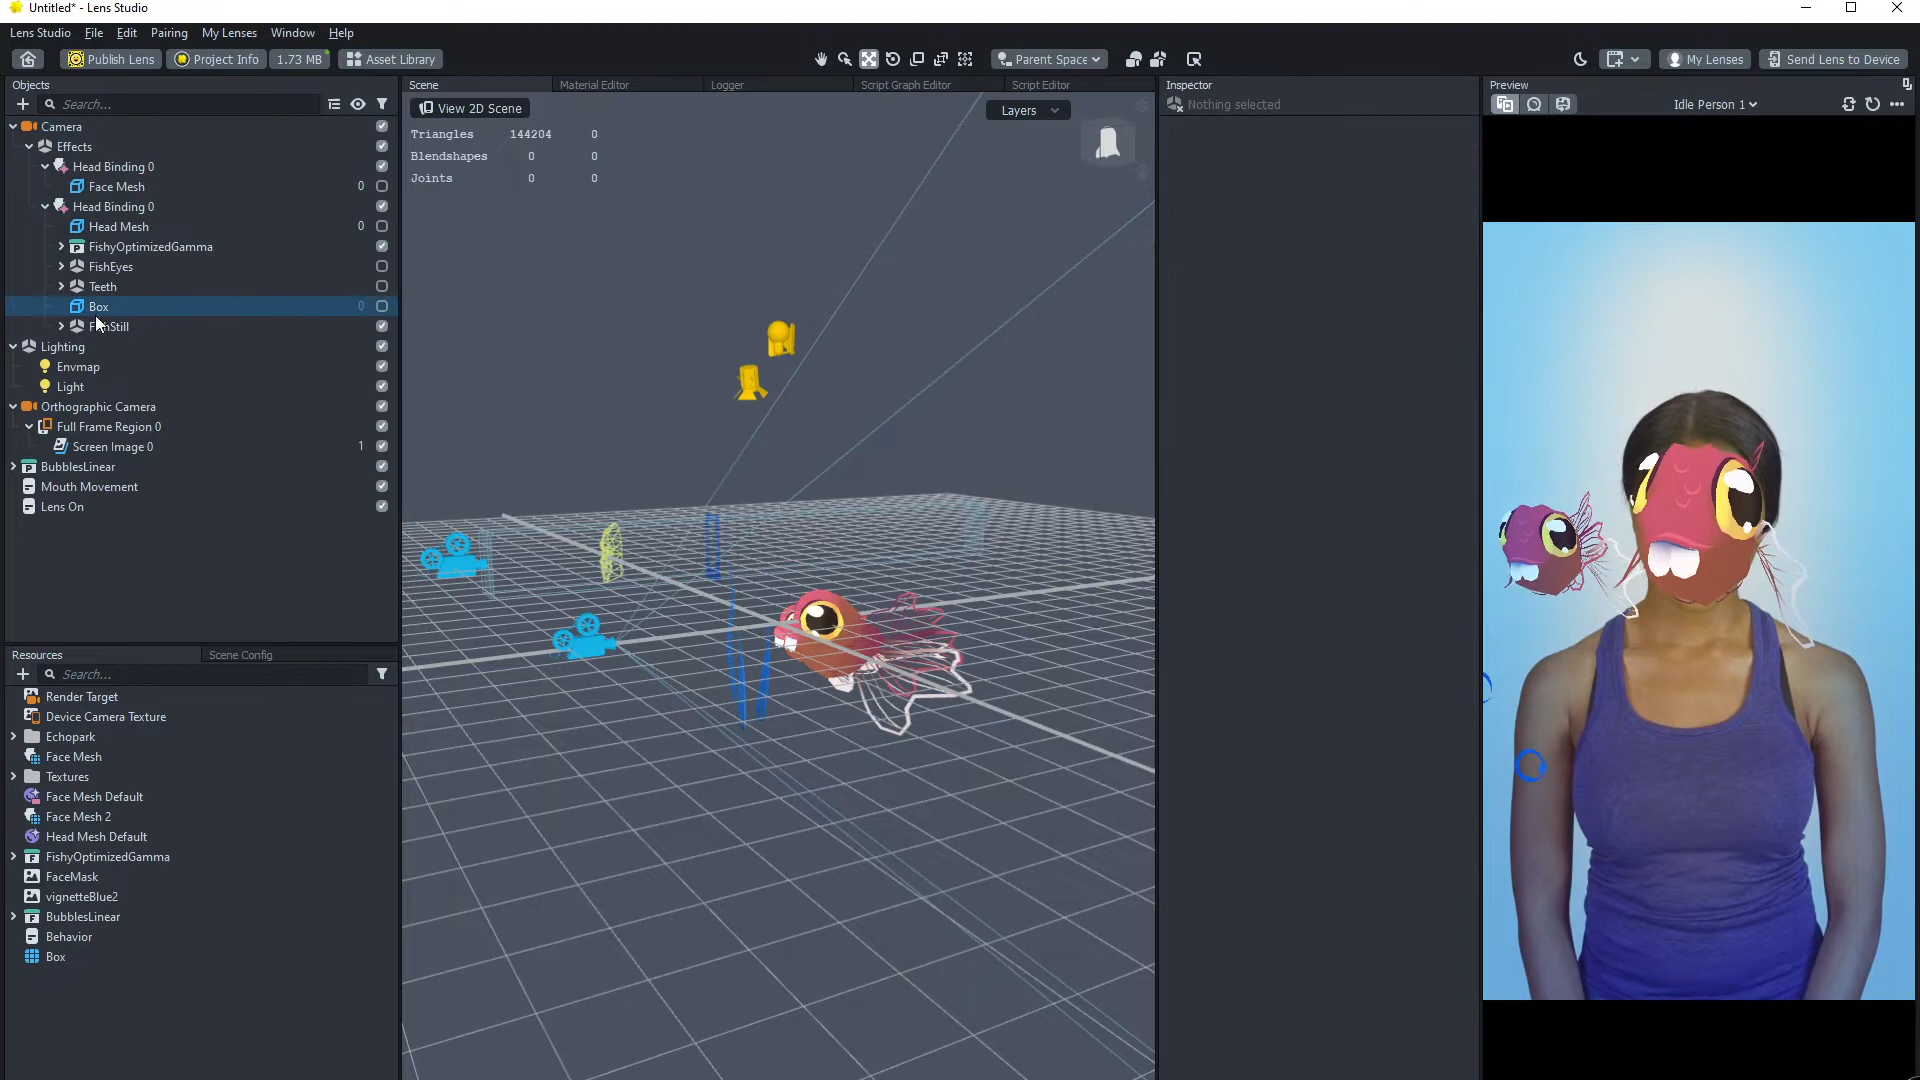 Untitled* - Lens Studio
Lens Studio File Edit Pairing My Lenses Window Help
Publish Lens Project Info 1.73 MB Asset Library Parent Space My Lenses Send Lens to Device
Objects
Search...
Camera
Effects
Head Binding 0
Face Mesh 0
Head Binding 0
Head Mesh 0
FishyOptimizedGamma
FishEyes
Teeth
Box 0
Lighting
Envmap
Light
Orthographic Camera
Full Frame Region 0
Screen Image 0 1
BubblesLinear
Mouth Movement
Lens On
Resources Scene Config
Search...
Render Target
Device Camera Texture
Echopark
Face Mesh
Textures
Face Mesh Default
Face Mesh 2
Head Mesh Default
FishyOptimizedGamma
FaceMask
vignetteBlue2
BubblesLinear
Behavior
Box
Scene Material Editor Logger Script Graph Editor Script Editor
View 2D Scene Layers
Triangles 144204 0
Blendshapes 0 0
Joints 0 0
Inspector
Nothing selected
Preview
Idle Person 1